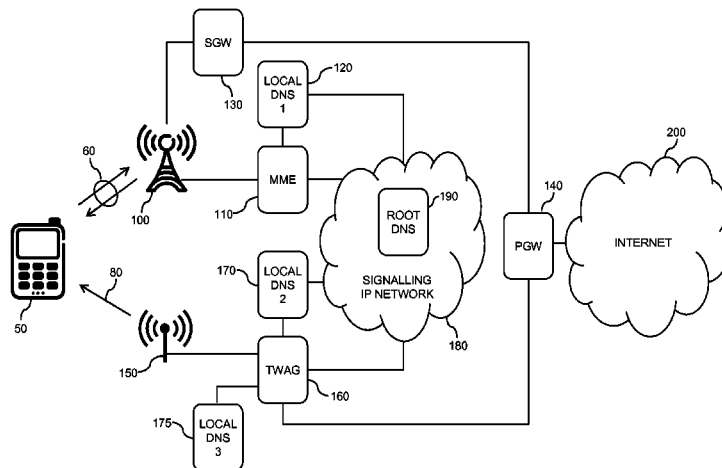 SGW
130
LOCAL
DNS
1
120
60
100
MME
110
200
190
ROOT
DNS
140
PGW
INTERNET
SIGNALLING
IP NETWORK
180
170
LOCAL
DNS
2
80
50
150
TWAG
160
175
LOCAL
DNS
3